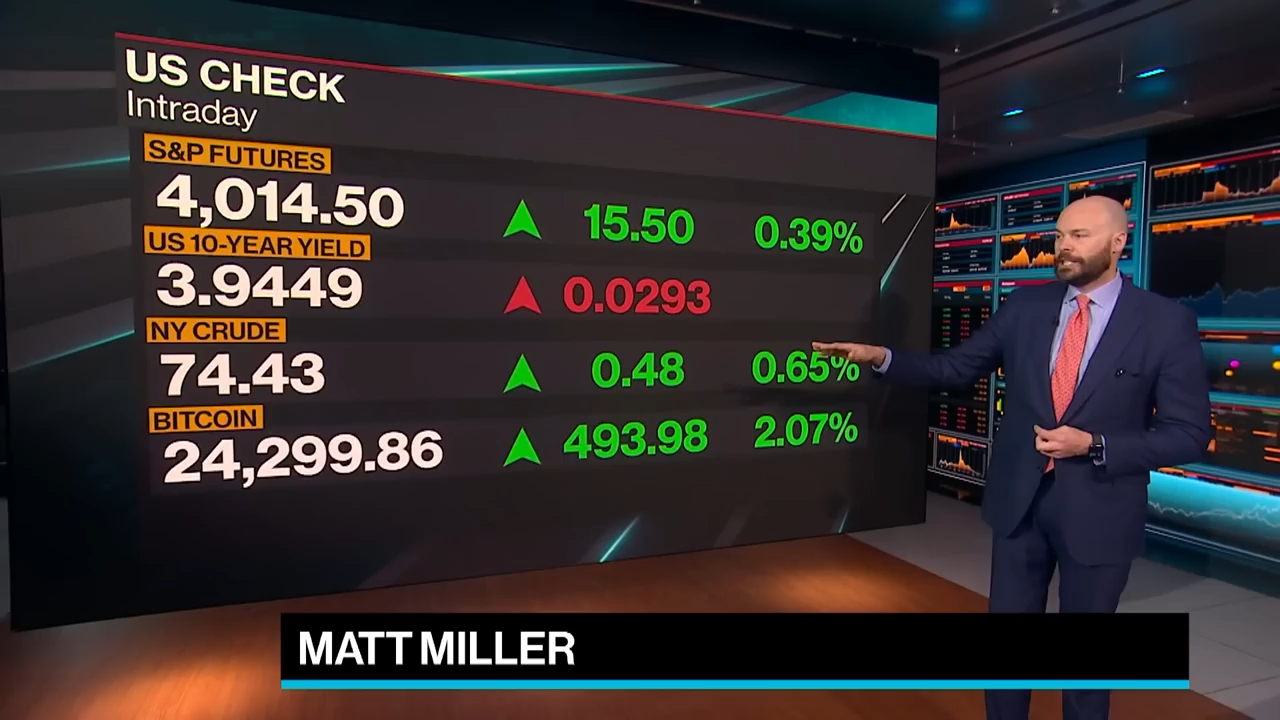 US CHECK
Intraday
S&P FUTURES
4,014.50 15.50 0.39%
US 10-YEAR YIELD
3.9449 0.0293
NY CRUDE
74.43 0.48 0.65%
BITCOIN
24,299.86 493.98 2.07%
MATT MILLER